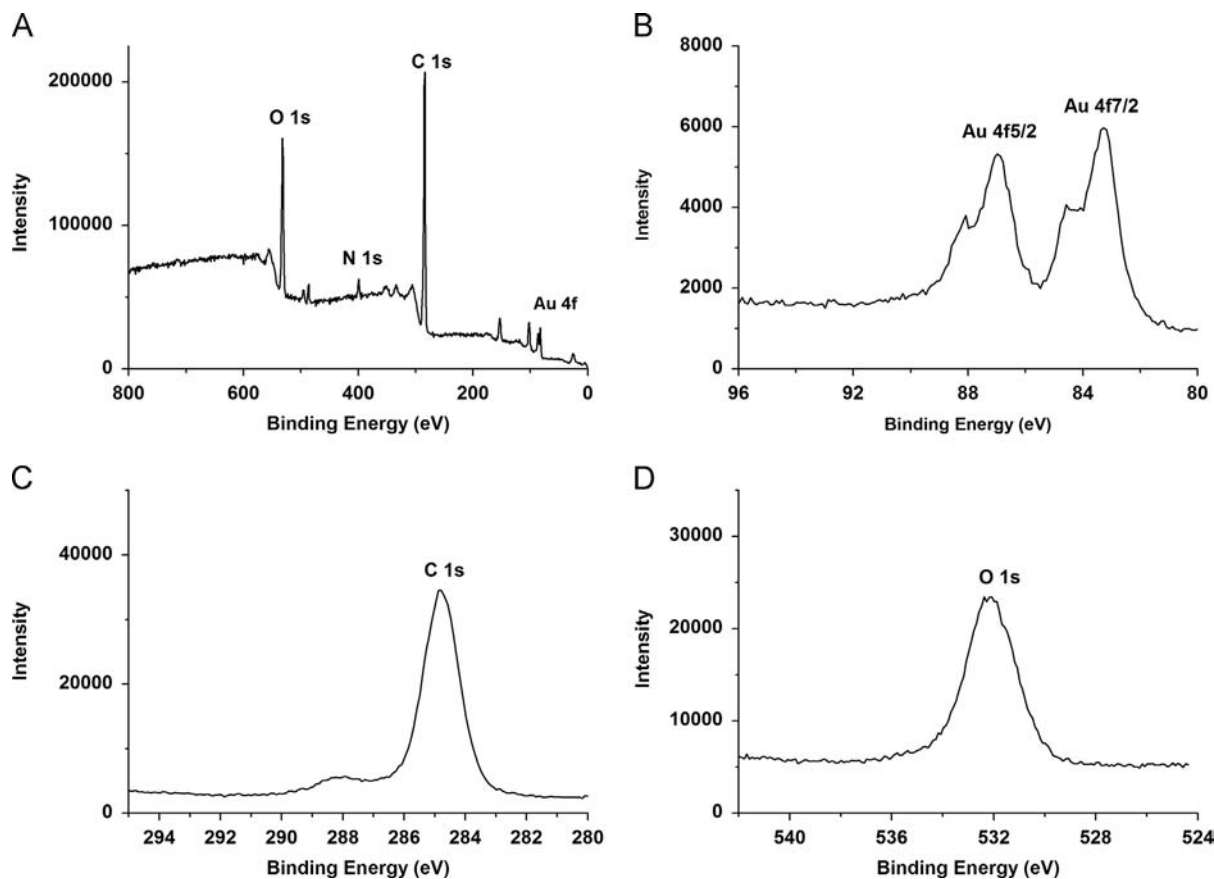 A
C 1s
200000
O 1s
Intensity
100000
N 1s
Au 4f
0
800 600 400 200 0
Binding Energy (eV)
B
8000
Au 4f7/2
6000
Au 4f5/2
Intensity
4000
2000
0
96 92 88 84 80
Binding Energy (eV)
C
40000
C 1s
Intensity
20000
0
294 292 290 288 286 284 282 280
Binding Energy (eV)
D
30000
O 1s
20000
Intensity
10000
0
540 536 532 528 524
Binding Energy (eV)